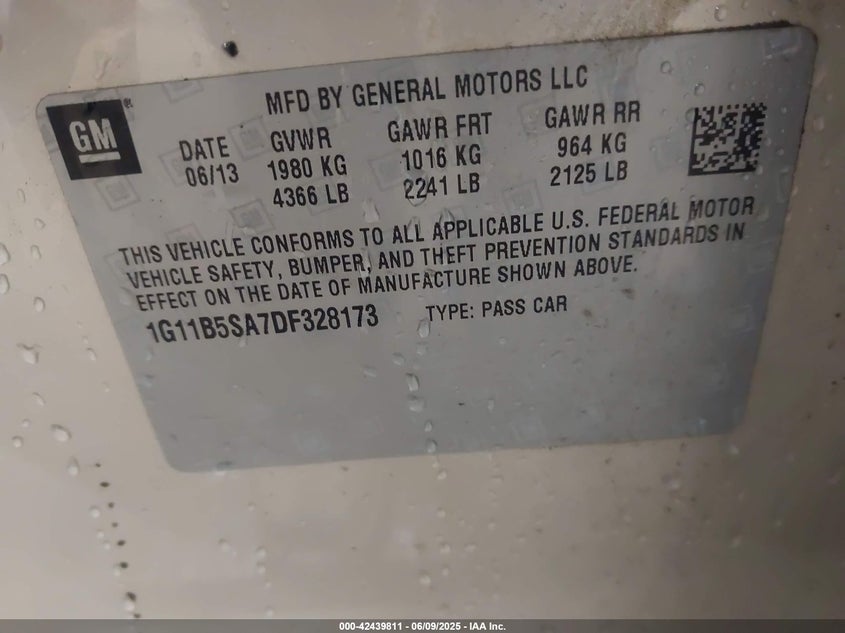 MFD BY GENERAL MOTORS LLC
GM
DATE GVWR GAWR FRT GAWR RR
06/13 1980 KG 1016 KG 964 KG
4366 LB 2241 LB 2125 LB
THIS VEHICLE CONFORMS TO ALL APPLICABLE U.S. FEDERAL MOTOR
VEHICLE SAFETY, BUMPER, AND THEFT PREVENTION STANDARDS IN
EFFECT ON THE DATE OF MANUFACTURE SHOWN ABOVE.
1G11B5SA7DF328173 TYPE: PASS CAR
000-42439811 - 06/09/2025 - IAA Inc.